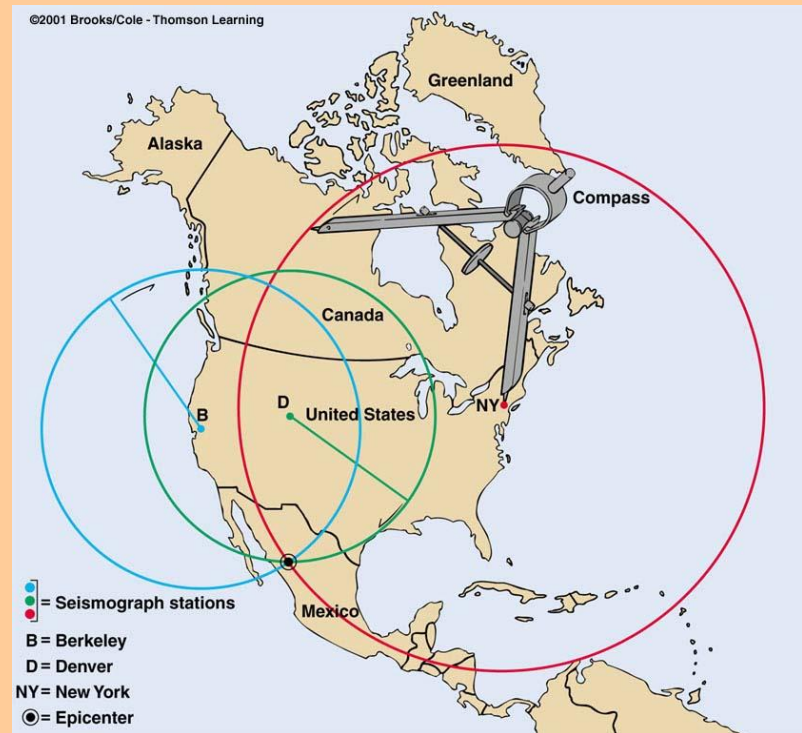 ©2001 Brooks/Cole - Thomson Learning
Greenland
Alaska
Compass
Canada
B
D
United States
NY
Mexico
= Seismograph stations
B = Berkeley
D = Denver
NY = New York
= Epicenter